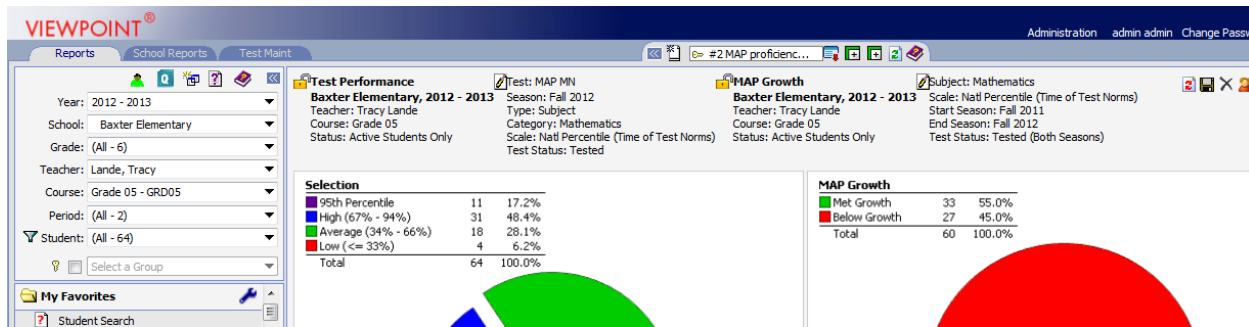 VIEWPOINT®
Administration admin admin Change Passw
Reports School Reports Test Maint
#2 MAP proficienc...
Year: 2012 - 2013
School: Baxter Elementary
Grade: (All - 6)
Teacher: Lande, Tracy
Course: Grade 05 - GRD05
Period: (All - 2)
Student: (All - 64)
Select a Group
My Favorites
Student Search
Test Performance
Baxter Elementary, 2012 - 2013
Teacher: Tracy Lande
Course: Grade 05
Status: Active Students Only
Test: MAP MN
Season: Fall 2012
Type: Subject
Category: Mathematics
Scale: Natl Percentile (Time of Test Norms)
Test Status: Tested
MAP Growth
Baxter Elementary, 2012 - 2013
Teacher: Tracy Lande
Course: Grade 05
Status: Active Students Only
Subject: Mathematics
Scale: Natl Percentile (Time of Test Norms)
Start Season: Fall 2011
End Season: Fall 2012
Test Status: Tested (Both Seasons)
Selection
95th Percentile 11 17.2%
High (67% - 94%) 31 48.4%
Average (34% - 66%) 18 28.1%
Low (<= 33%) 4 6.2%
Total 64 100.0%
MAP Growth
Met Growth 33 55.0%
Below Growth 27 45.0%
Total 60 100.0%